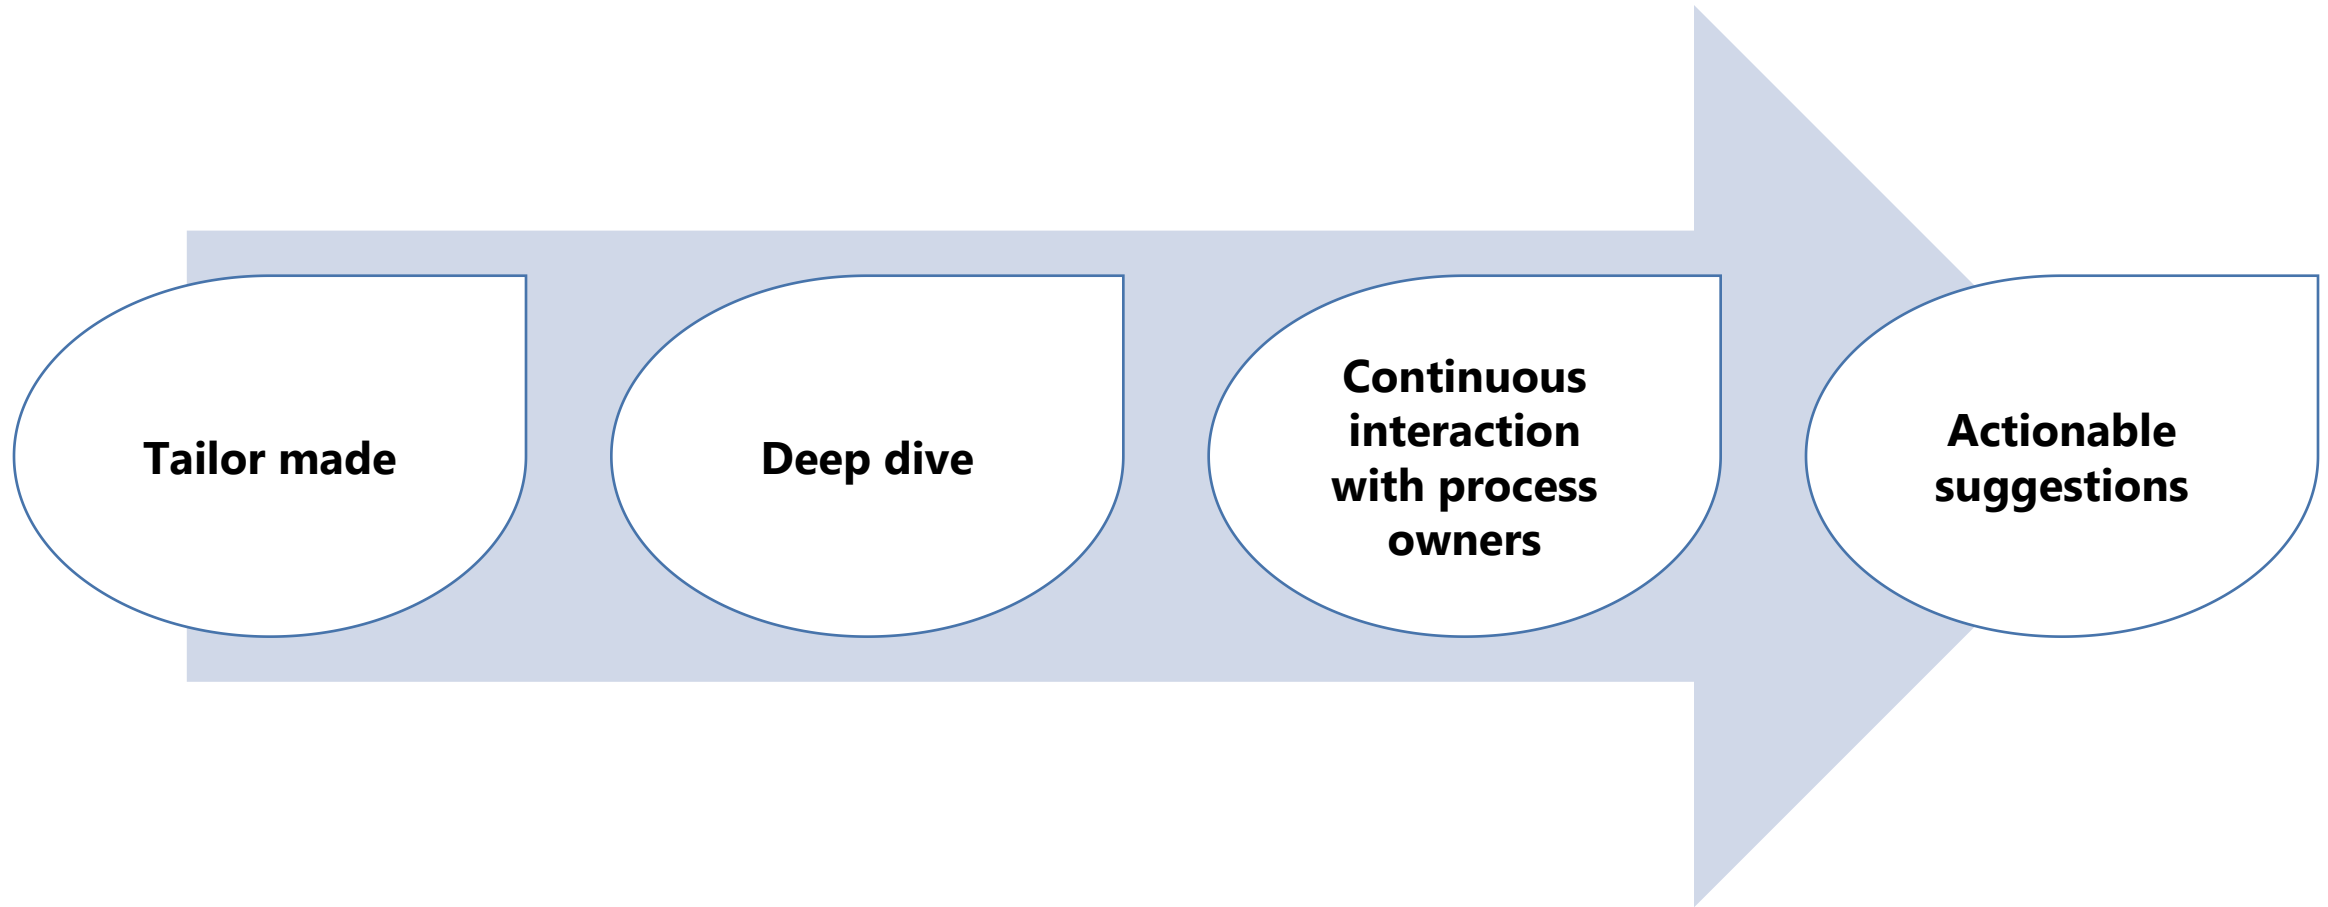 Tailor made
Deep dive
Continuous
interaction
with process
owners
Actionable
suggestions